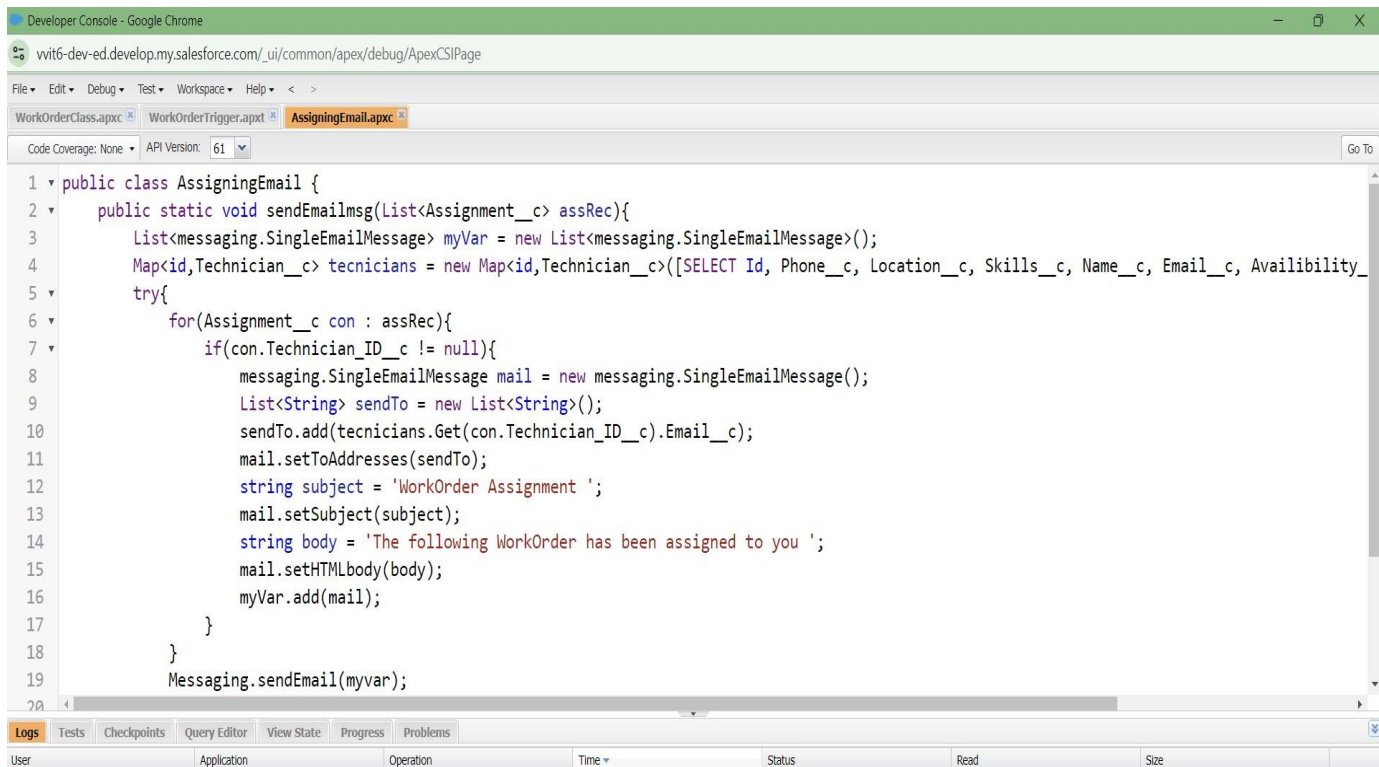 Developer Console - Google Chrome
vvit6-dev-ed.develop.my.salesforce.com/_ui/common/apex/debug/ApexCSIPage
File Edit Debug Test Workspace Help < >
WorkOrderClass.apxc WorkOrderTrigger.apxt AssigningEmail.apxc
Code Coverage: None API Version: 61 Go To
1 public class AssigningEmail {
2 public static void sendEmailmsg(List<Assignment__c> assRec){
3 List<messaging.SingleEmailMessage> myVar = new List<messaging.SingleEmailMessage>();
4 Map<id,Technician__c> tecnicians = new Map<id,Technician__c>([SELECT Id, Phone__c, Location__c, Skills__c, Name__c, Email__c, Availibility_
5 try{
6 for(Assignment__c con : assRec){
7 if(con.Technician_ID__c != null){
8 messaging.SingleEmailMessage mail = new messaging.SingleEmailMessage();
9 List<String> sendTo = new List<String>();
10 sendTo.add(tecnicians.Get(con.Technician_ID__c).Email__c);
11 mail.setToAddresses(sendTo);
12 string subject = 'WorkOrder Assignment ';
13 mail.setSubject(subject);
14 string body = 'The following WorkOrder has been assigned to you ';
15 mail.setHTMLbody(body);
16 myVar.add(mail);
17 }
18 }
19 Messaging.sendEmail(myvar);
20
Logs Tests Checkpoints Query Editor View State Progress Problems
User Application Operation Time Status Read Size